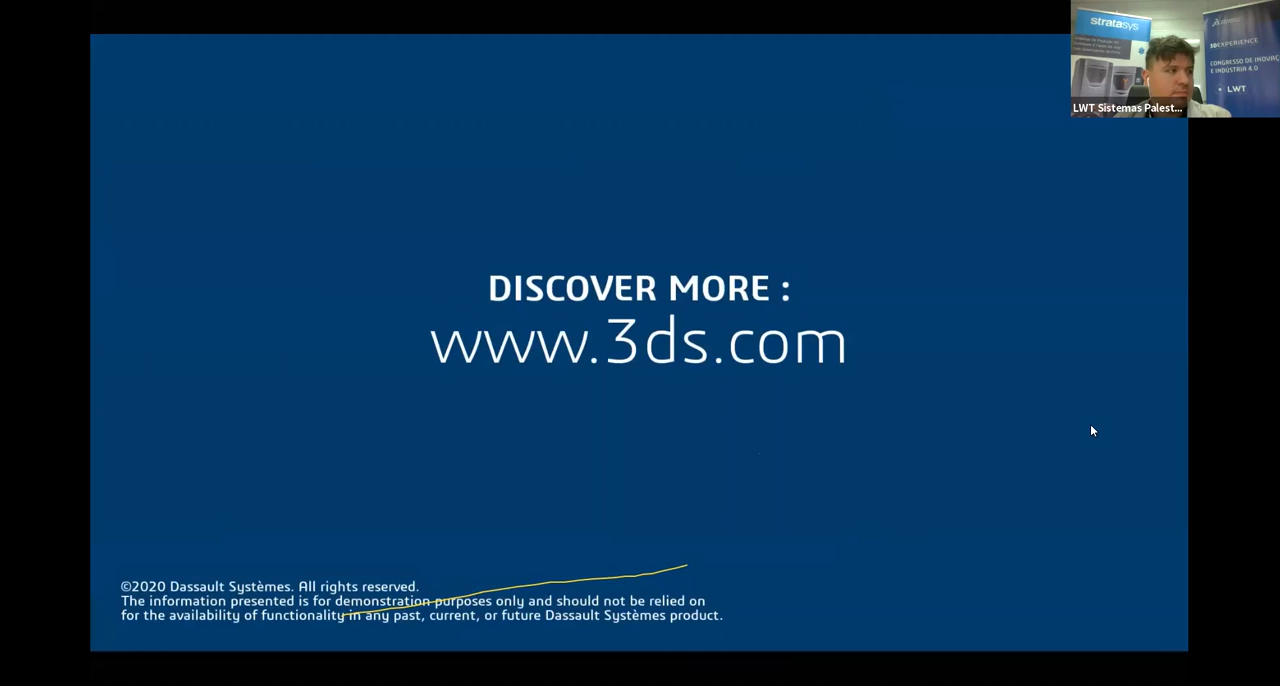 DISCOVER MORE :
www.3ds.com
©2020 Dassault Systèmes. All rights reserved.
The information presented is for demonstration purposes only and should not be relied on
for the availability of functionality in any past, current, or future Dassault Systèmes product.
stratasys
3DEXPERIENCE
CONGRESSO DE INOVAÇ
E INDÚSTRIA 4.0
• LWT
LWT Sistemas Palest...